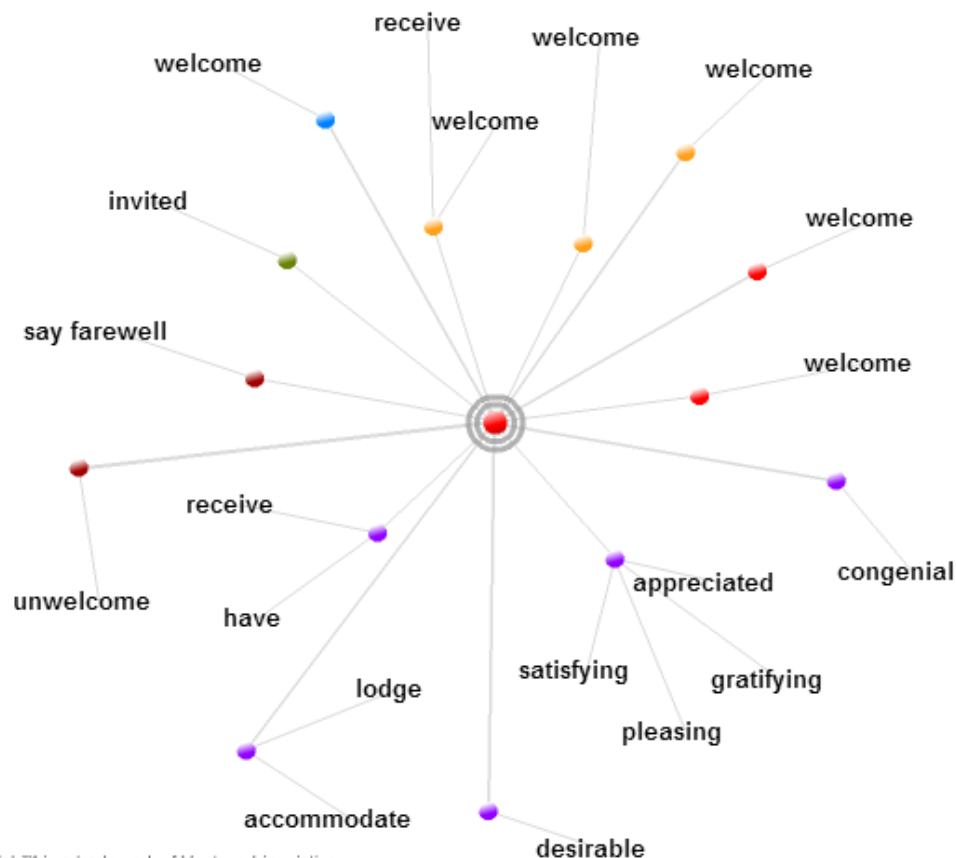 receive
welcome
welcome
welcome
welcome
invited
welcome
say farewell
welcome
receive
congenial
appreciated
unwelcome
have
satisfying
gratifying
lodge
pleasing
accommodate
desirable